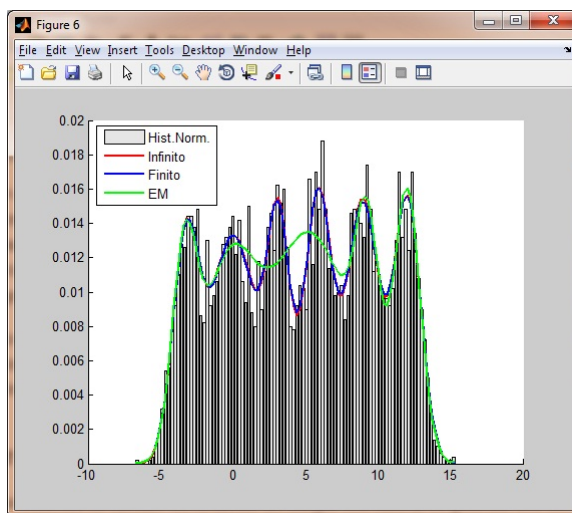 Figure 6
File Edit View Insert Tools Desktop Window Help
0.02
0.018
0.016
0.014
0.012
0.01
0.008
0.006
0.004
0.002
0
Hist.Norm.
Infinito
Finito
EM
-10 -5 0 5 10 15 20